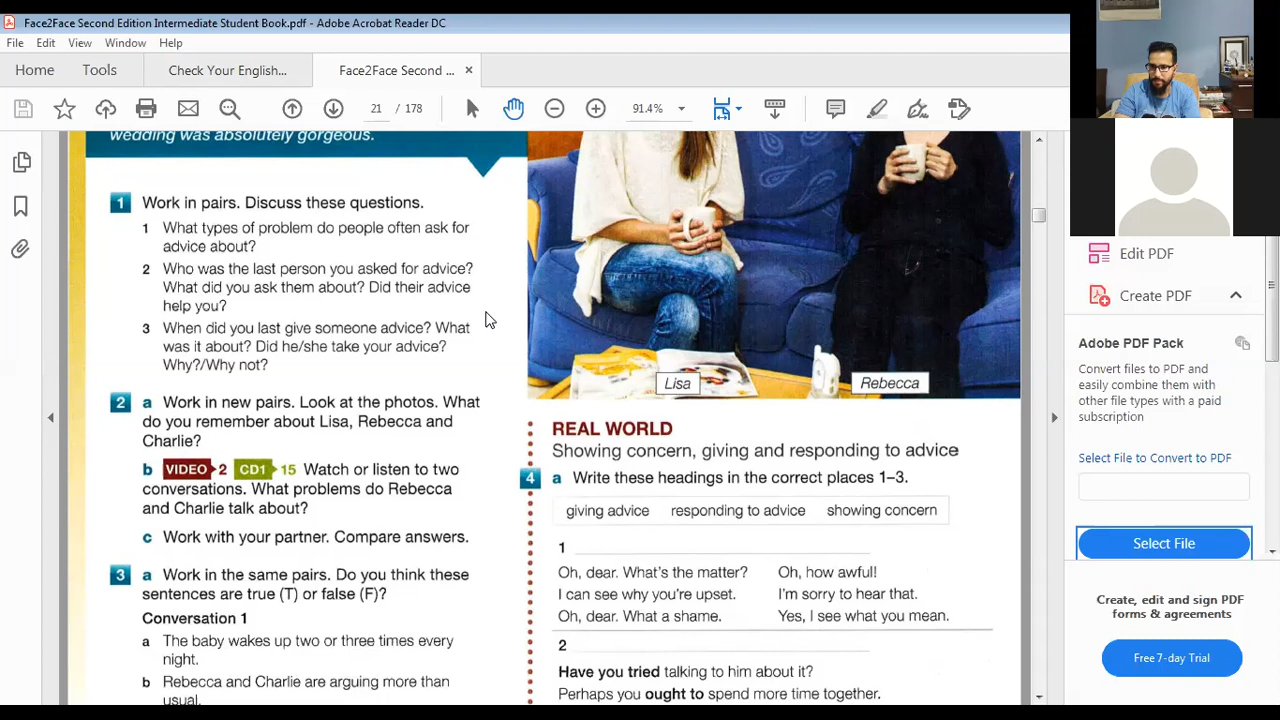 Face2Face Second Edition Intermediate Student Book.pdf - Adobe Acrobat Reader DC
File Edit View Window Help
Home Tools Check Your English... Face2Face Second ... ×
21 / 178 91.4%
wedding was absolutely gorgeous.
1 Work in pairs. Discuss these questions.
1 What types of problem do people often ask for
advice about?
2 Who was the last person you asked for advice?
What did you ask them about? Did their advice
help you?
3 When did you last give someone advice? What
was it about? Did he/she take your advice?
Why?/Why not?
2 a Work in new pairs. Look at the photos. What
do you remember about Lisa, Rebecca and
Charlie?
b VIDEO 2 CD1 15 Watch or listen to two
conversations. What problems do Rebecca
and Charlie talk about?
c Work with your partner. Compare answers.
3 a Work in the same pairs. Do you think these
sentences are true (T) or false (F)?
Conversation 1
a The baby wakes up two or three times every
night.
b Rebecca and Charlie are arguing more than
usual.
Lisa
Rebecca
REAL WORLD
Showing concern, giving and responding to advice
4 a Write these headings in the correct places 1–3.
giving advice responding to advice showing concern
1
Oh, dear. What's the matter? Oh, how awful!
I can see why you're upset. I'm sorry to hear that.
Oh, dear. What a shame. Yes, I see what you mean.
2
Have you tried talking to him about it?
Perhaps you ought to spend more time together.
Edit PDF
Create PDF
Adobe PDF Pack
Convert files to PDF and
easily combine them with
other file types with a paid
subscription
Select File to Convert to PDF
Select File
Create, edit and sign PDF
forms & agreements
Free 7-day Trial